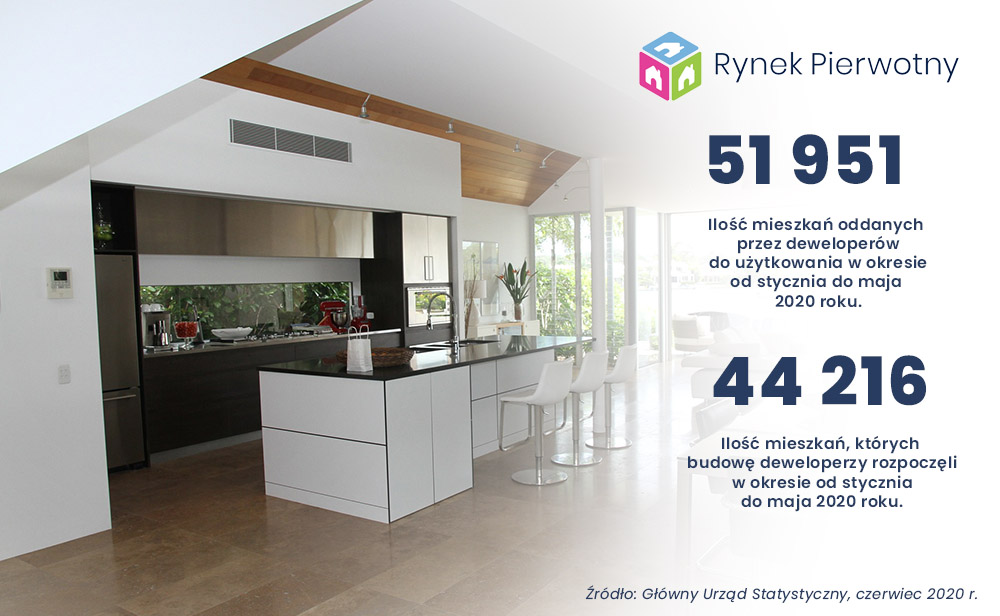 Rynek Pierwotny
51 951
Ilość mieszkań oddanych
przez deweloperów
do użytkowania w okresie
od stycznia do maja
2020 roku.
44 216
Ilość mieszkań, których
budowę deweloperzy rozpoczęli
w okresie od stycznia
do maja 2020 roku.
Źródło: Główny Urząd Statystyczny, czerwiec 2020 r.